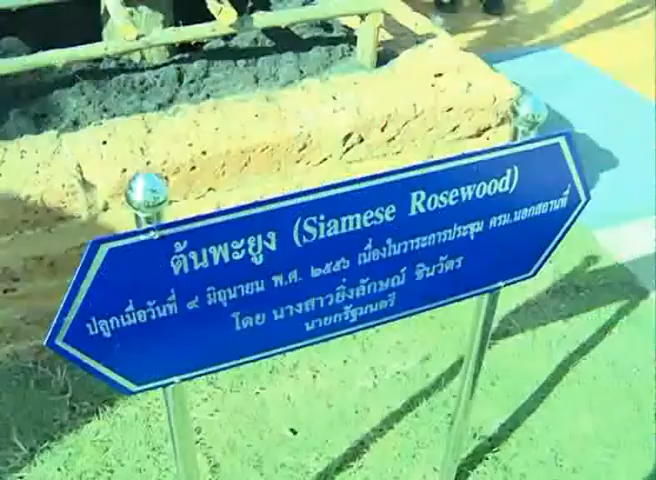 ต้นพะยูง (Siamese Rosewood)
ปลูกเมื่อวันที่ ๙ มิถุนายน พ.ศ. ๒๕๕๖ เนื่องในวาระการประชุม ครม.นอกสถานที่
โดย นางสาวยิ่งลักษณ์ ชินวัตร
นายกรัฐมนตรี